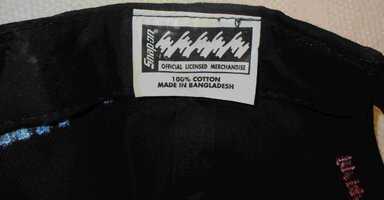 Snap-on
OFFICIAL LICENSED MERCHANDISE
100% COTTON
MADE IN BANGLADESH